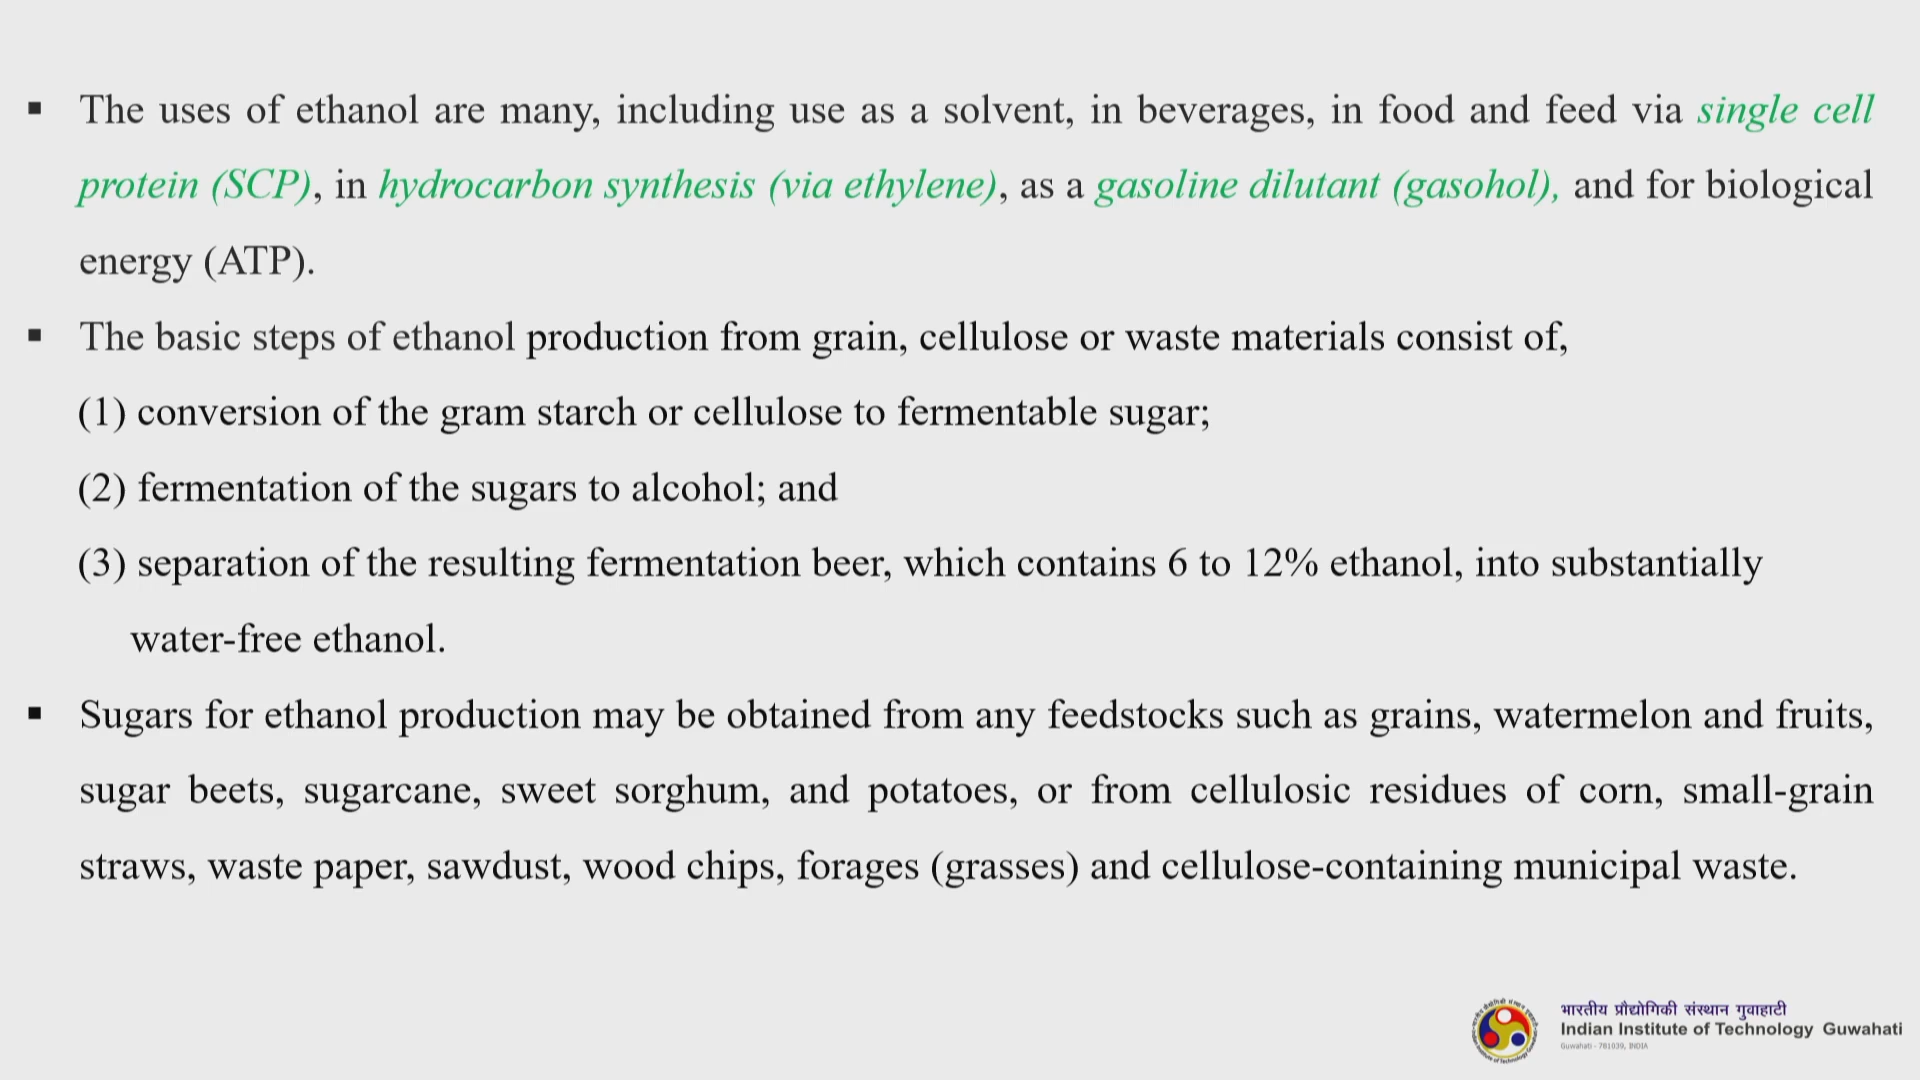 ▪ The uses of ethanol are many, including use as a solvent, in beverages, in food and feed via single cell
protein (SCP), in hydrocarbon synthesis (via ethylene), as a gasoline dilutant (gasohol), and for biological
energy (ATP).
▪ The basic steps of ethanol production from grain, cellulose or waste materials consist of,
(1) conversion of the gram starch or cellulose to fermentable sugar;
(2) fermentation of the sugars to alcohol; and
(3) separation of the resulting fermentation beer, which contains 6 to 12% ethanol, into substantially
water-free ethanol.
▪ Sugars for ethanol production may be obtained from any feedstocks such as grains, watermelon and fruits,
sugar beets, sugarcane, sweet sorghum, and potatoes, or from cellulosic residues of corn, small-grain
straws, waste paper, sawdust, wood chips, forages (grasses) and cellulose-containing municipal waste.
भारतीय प्रौद्योगिकी संस्थान गुवाहाटी
Indian Institute of Technology Guwahati
Guwahati - 781039, INDIA